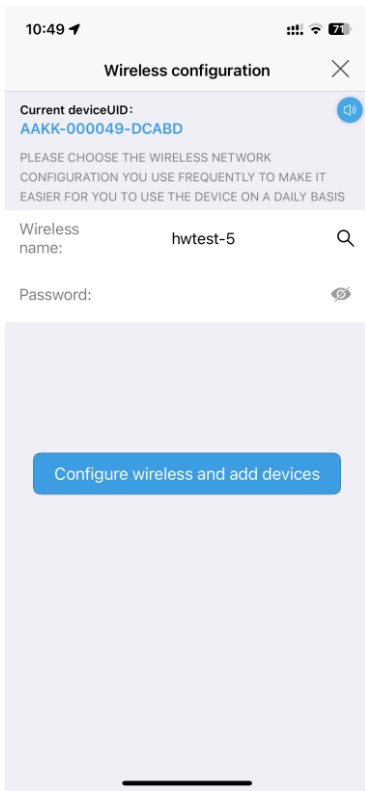 10:49
71
Wireless configuration
Current deviceUID:
AAKK-000049-DCABD
PLEASE CHOOSE THE WIRELESS NETWORK
CONFIGURATION YOU USE FREQUENTLY TO MAKE IT
EASIER FOR YOU TO USE THE DEVICE ON A DAILY BASIS
Wireless
name:
hwtest-5
Password:
Configure wireless and add devices